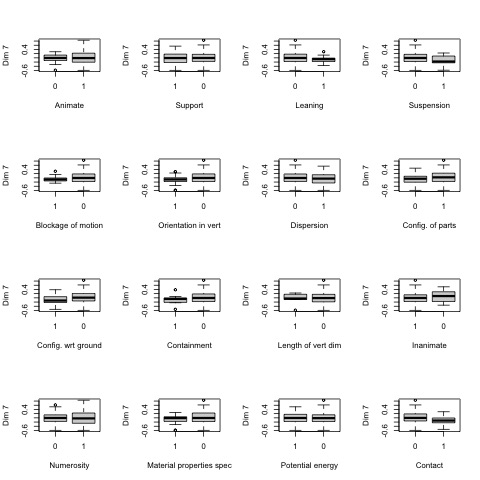 Dim 7
0.4
-0.6
0 1
Animate
Dim 7
0.4
-0.6
1 0
Support
Dim 7
0.4
-0.6
0 1
Leaning
Dim 7
0.4
-0.6
0 1
Suspension
Dim 7
0.4
-0.6
1 0
Blockage of motion
Dim 7
0.4
-0.6
1 0
Orientation in vert
Dim 7
0.4
-0.6
0 1
Dispersion
Dim 7
0.4
-0.6
1 0
Config. of parts
Dim 7
0.4
-0.6
1 0
Config. wrt ground
Dim 7
0.4
-0.6
1 0
Containment
Dim 7
0.4
-0.6
1 0
Length of vert dim
Dim 7
0.4
-0.6
1 0
Inanimate
Dim 7
0.4
-0.6
0 1
Numerosity
Dim 7
0.4
-0.6
1 0
Material properties spec
Dim 7
0.4
-0.6
1 0
Potential energy
Dim 7
0.4
-0.6
0 1
Contact